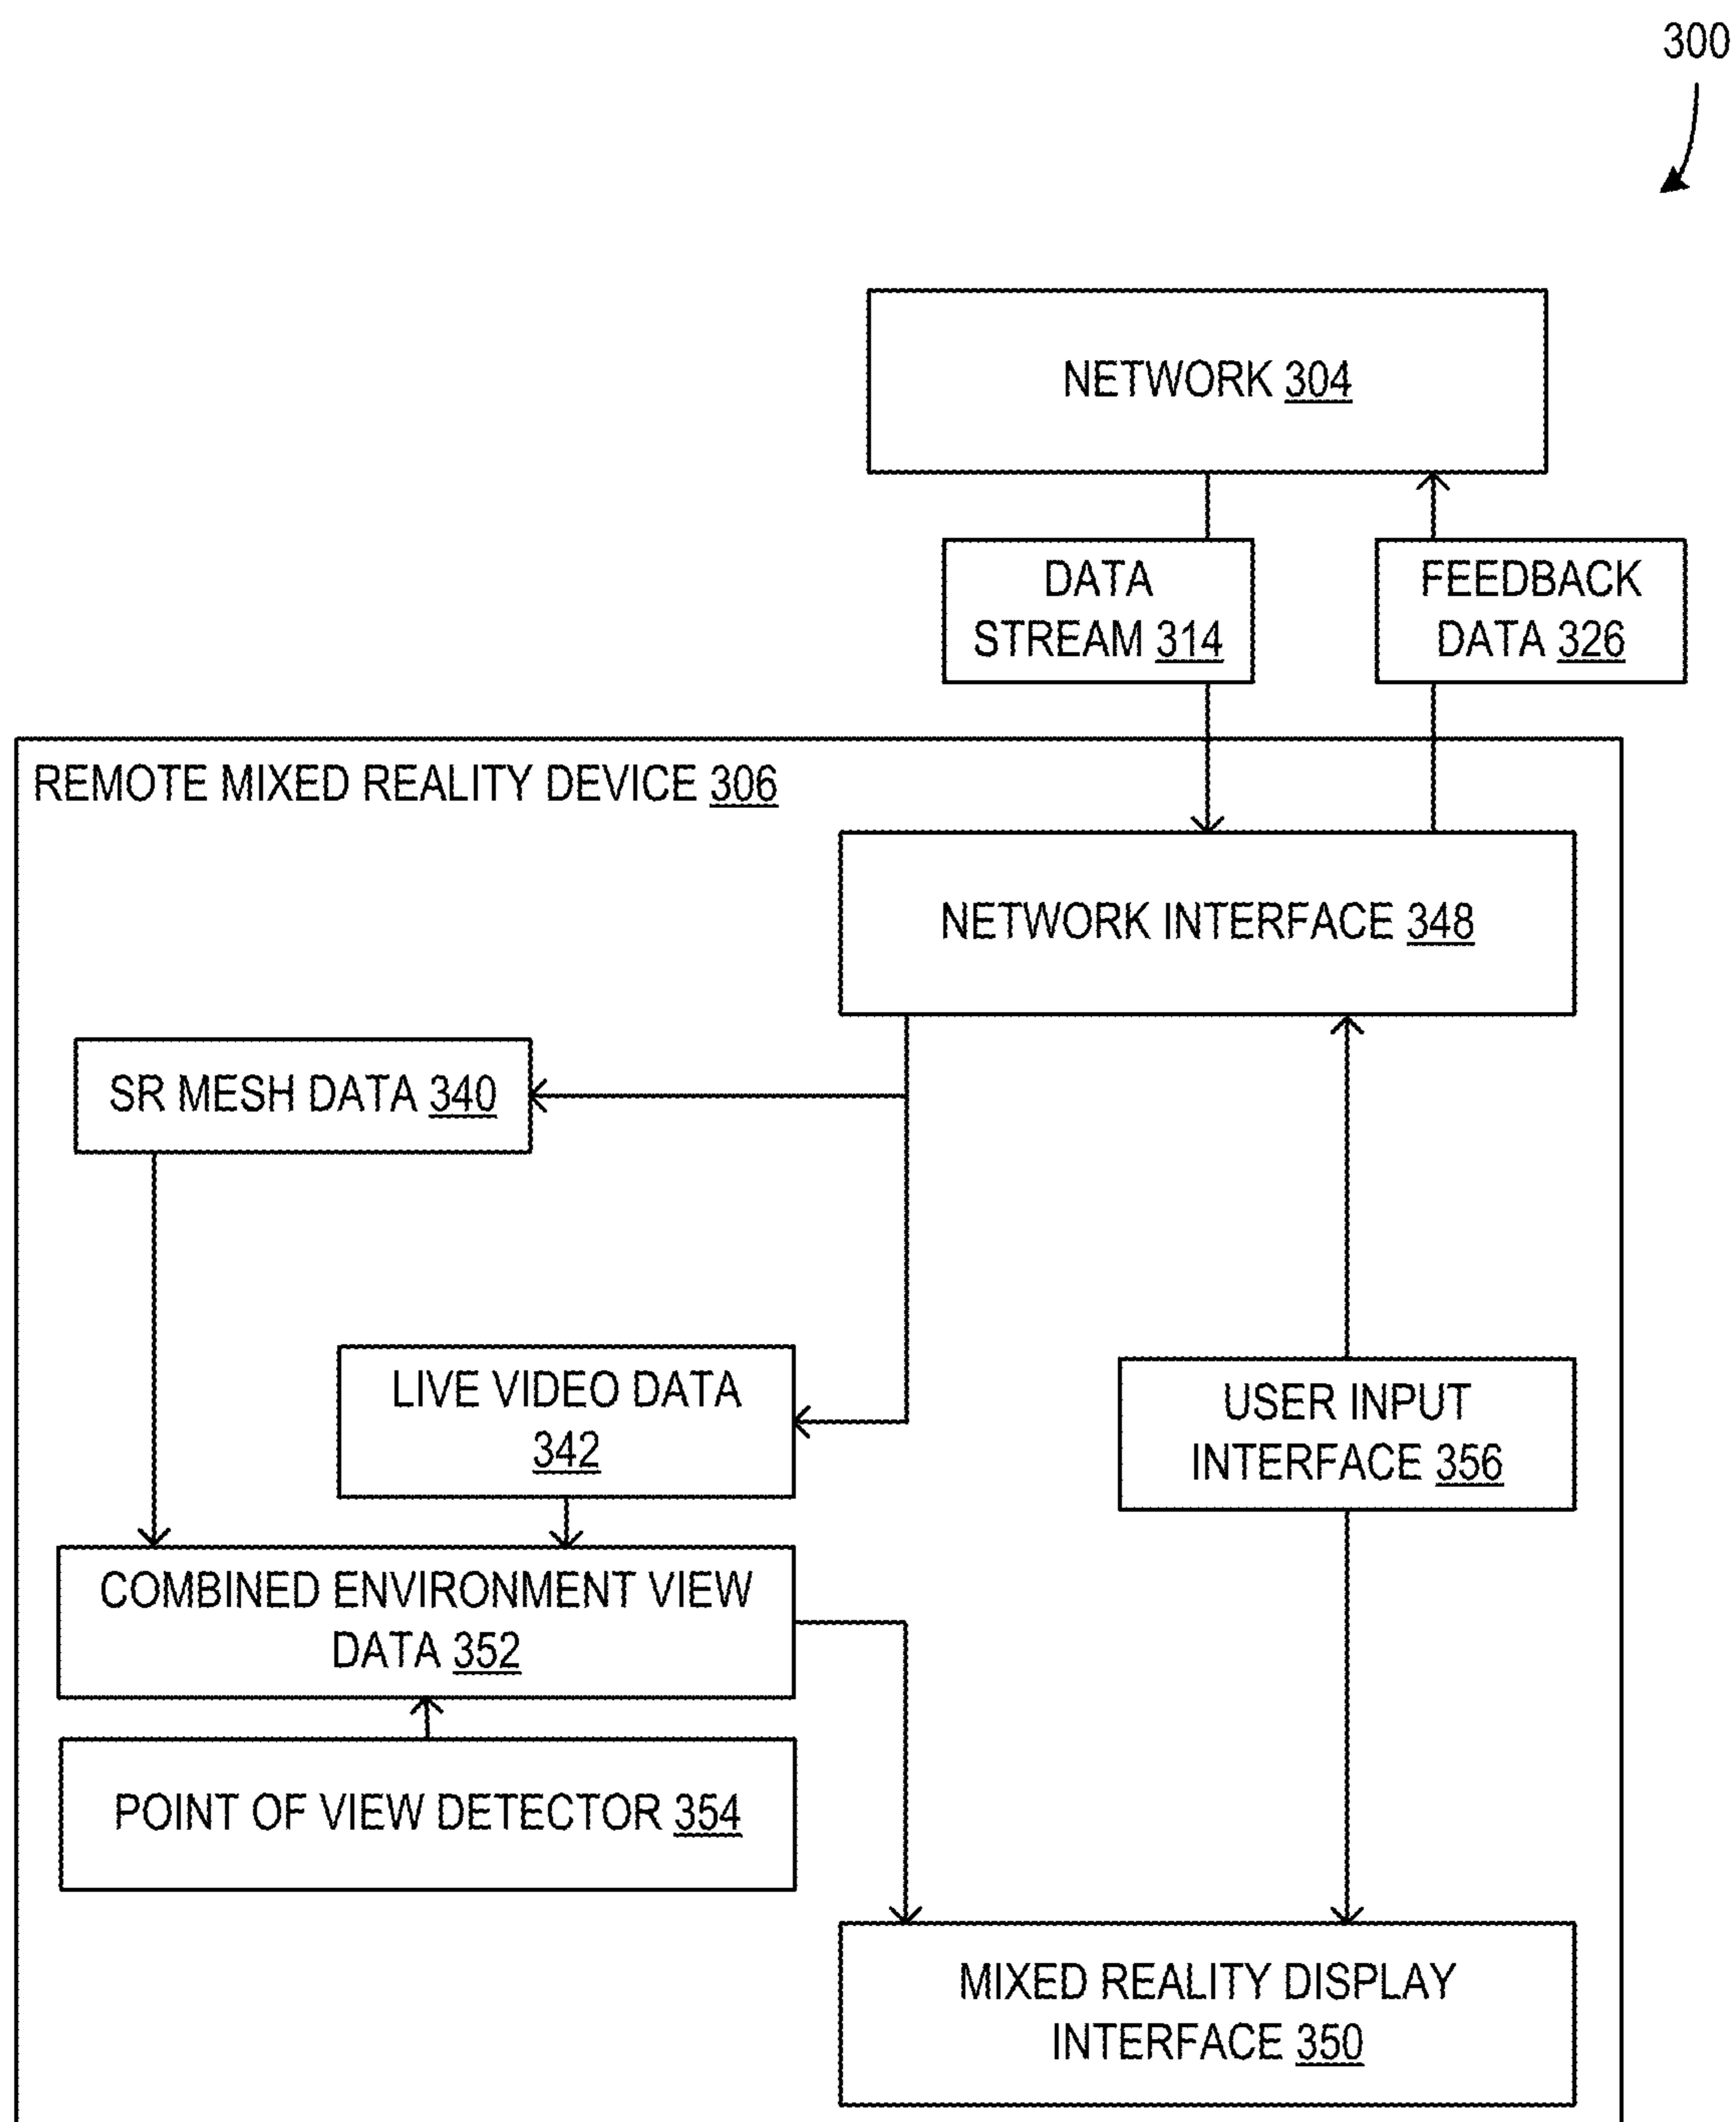 300
NETWORK 304
DATA
STREAM 314
FEEDBACK
DATA 326
REMOTE MIXED REALITY DEVICE 306
NETWORK INTERFACE 348
SR MESH DATA 340
LIVE VIDEO DATA
342
USER INPUT
INTERFACE 356
COMBINED ENVIRONMENT VIEW
DATA 352
POINT OF VIEW DETECTOR 354
MIXED REALITY DISPLAY
INTERFACE 350